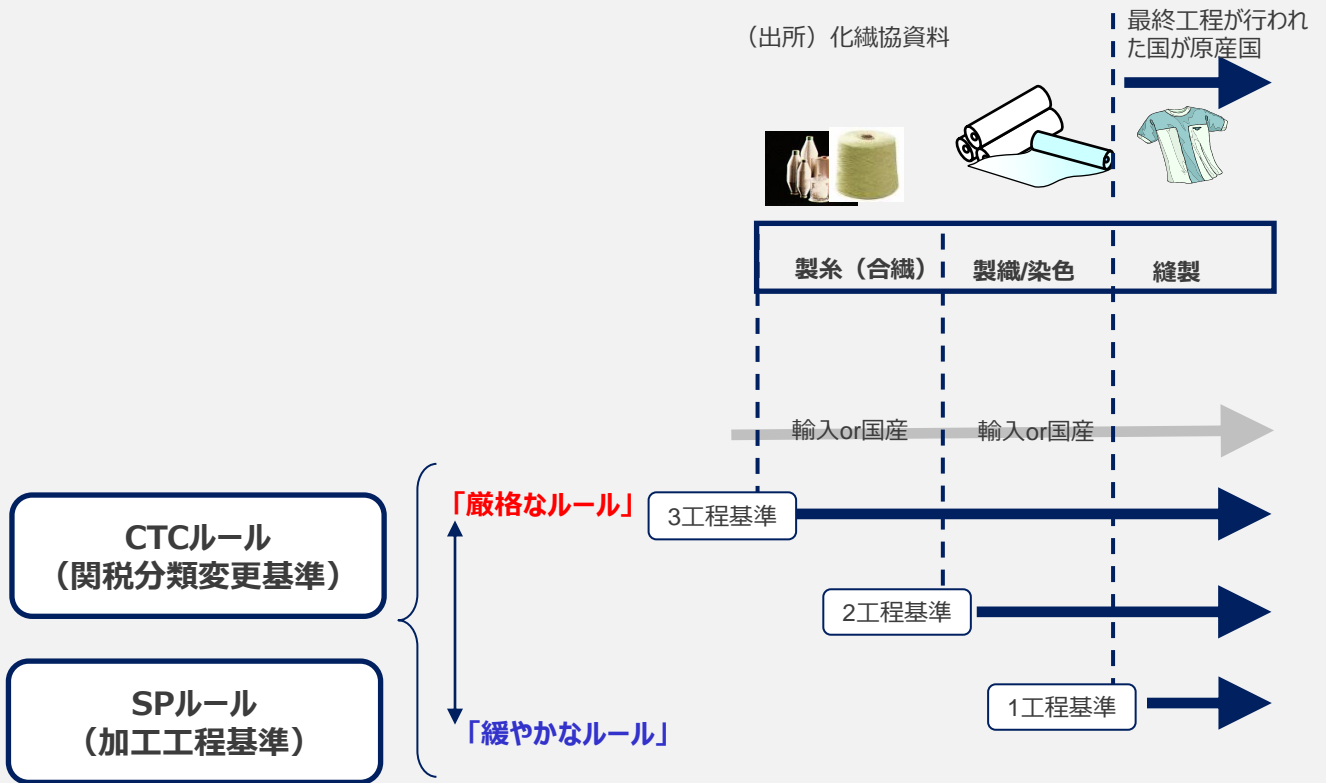 （出所）化繊協資料
最終工程が行われ
た国が原産国
製糸（合繊）
製織/染色
縫製
輸入or国産
輸入or国産
CTCルール
（関税分類変更基準）
SPルール
（加工工程基準）
「厳格なルール」
「緩やかなルール」
3工程基準
2工程基準
1工程基準